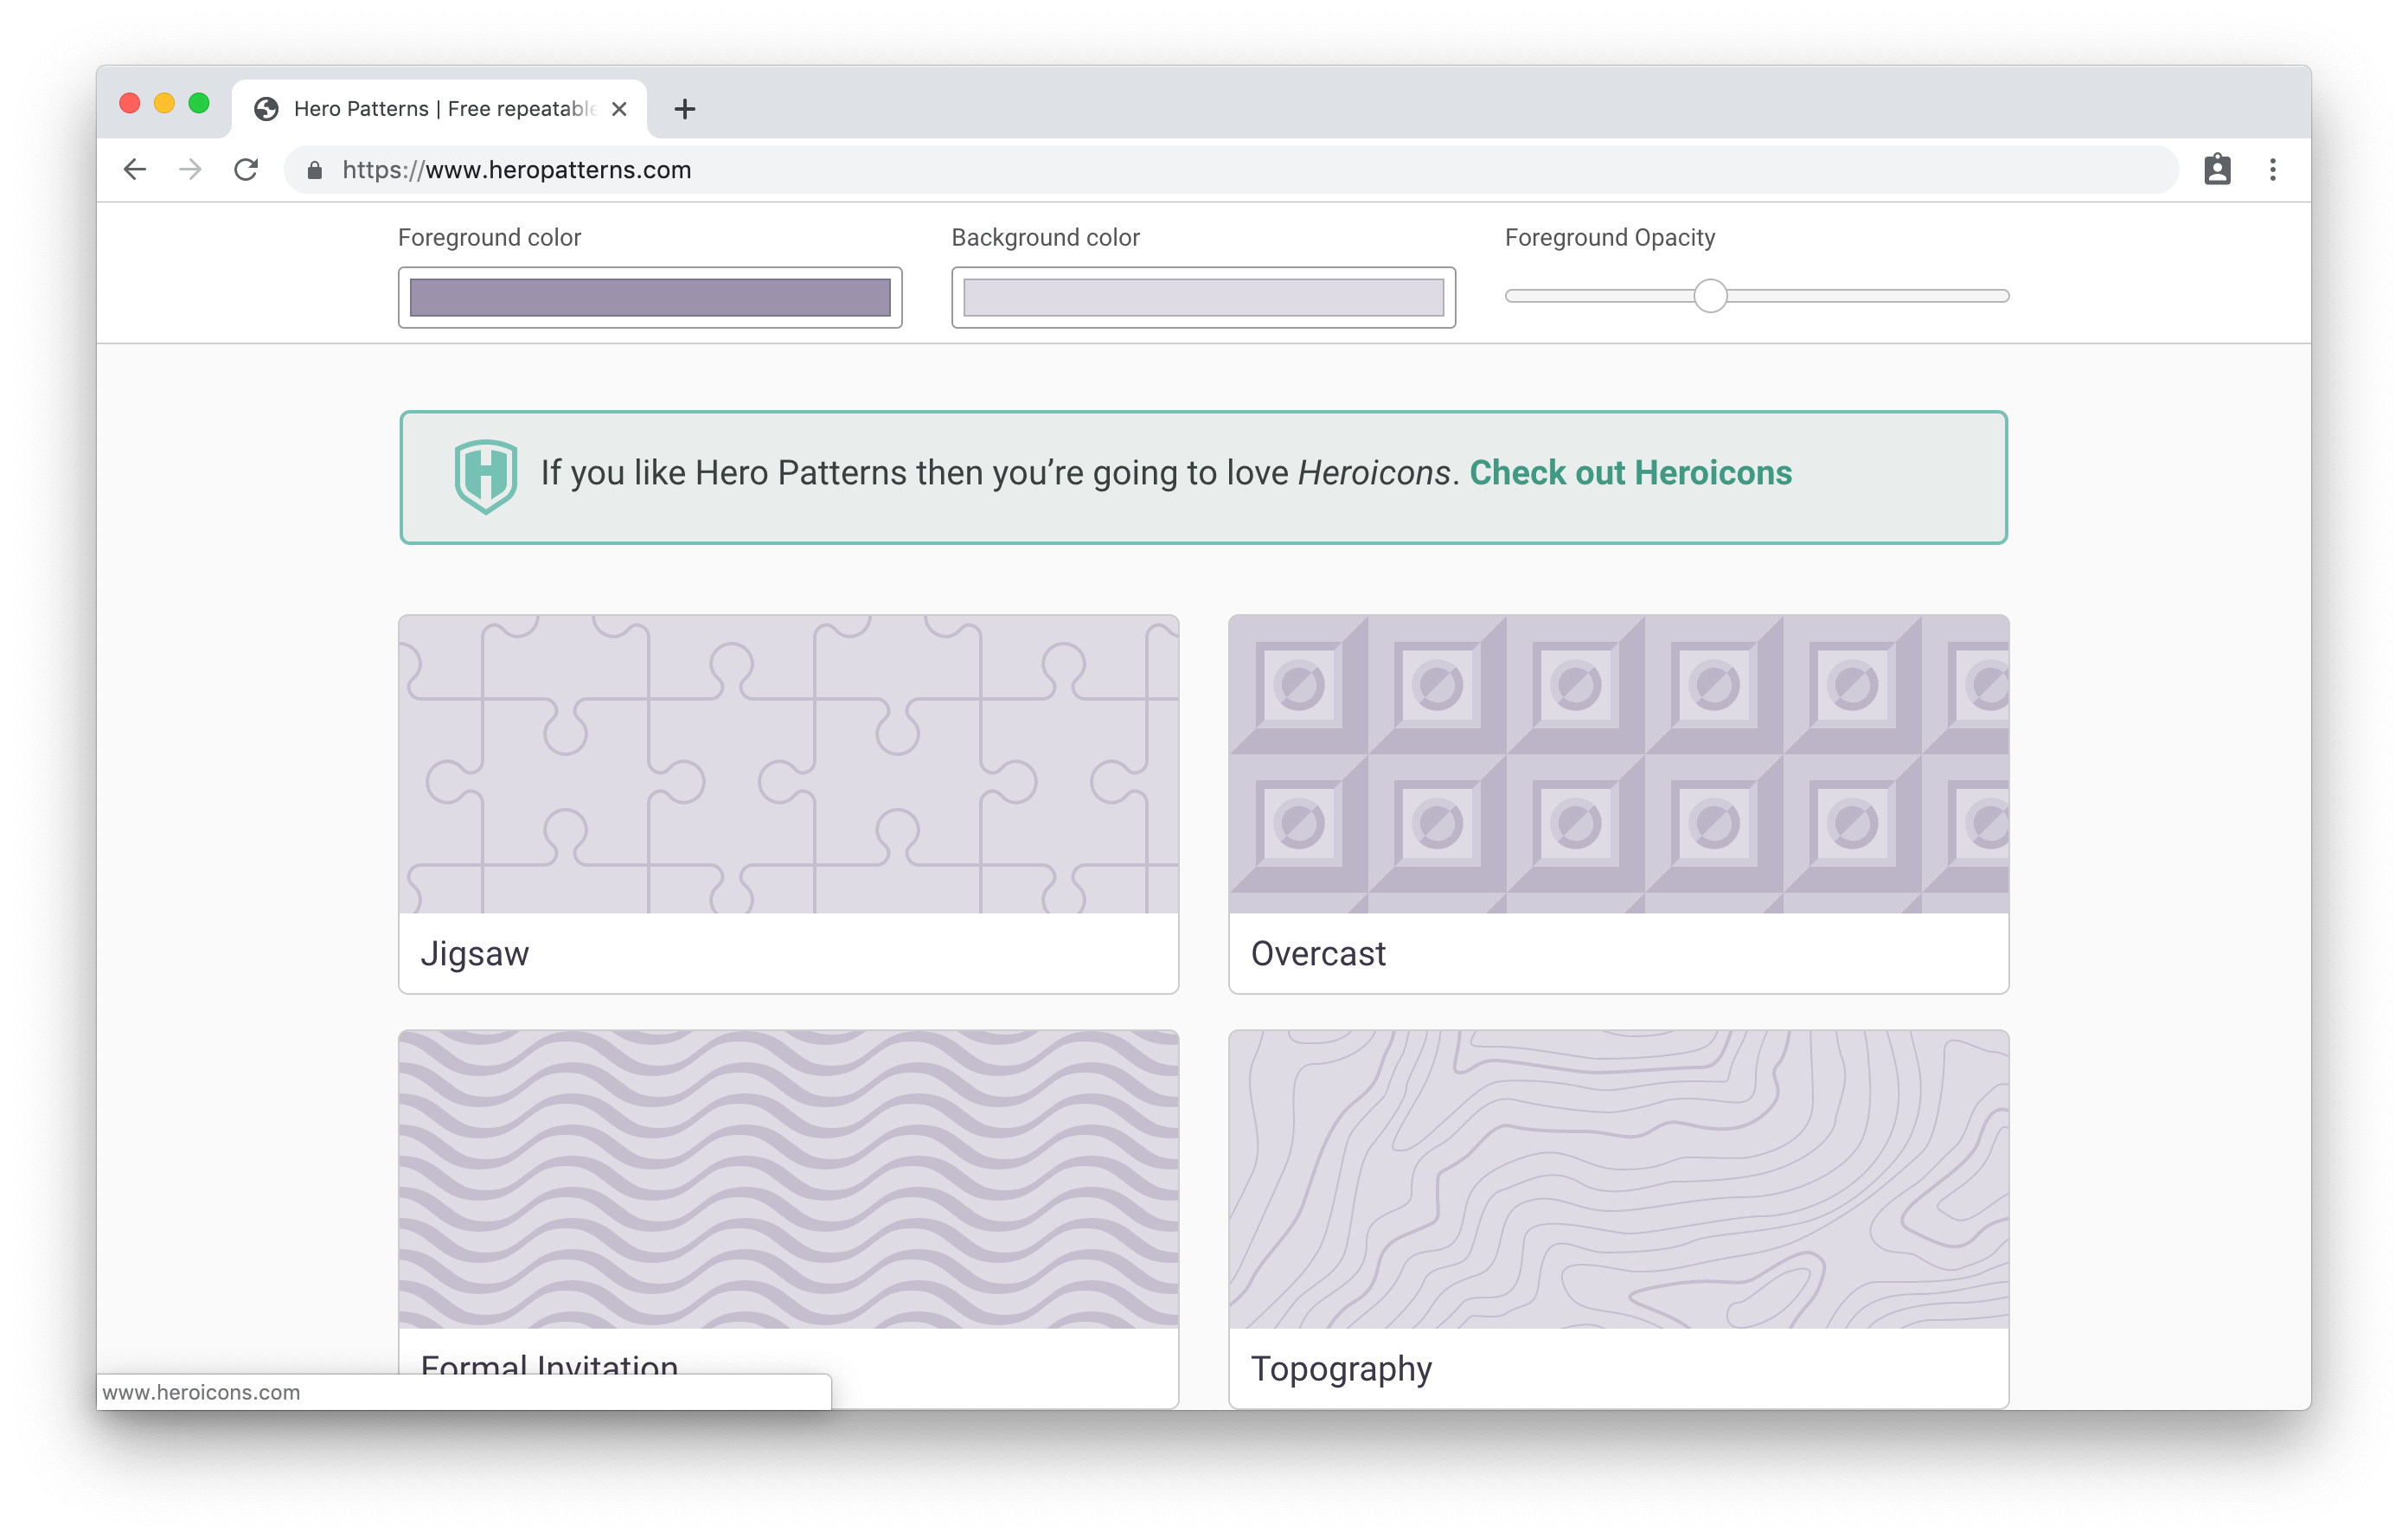 Hero Patterns | Free repeatable
https://www.heropatterns.com
Foreground color
Background color
Foreground Opacity
If you like Hero Patterns then you’re going to love Heroicons. Check out Heroicons
Jigsaw
Overcast
Formal Invitation
Topography
www.heroicons.com